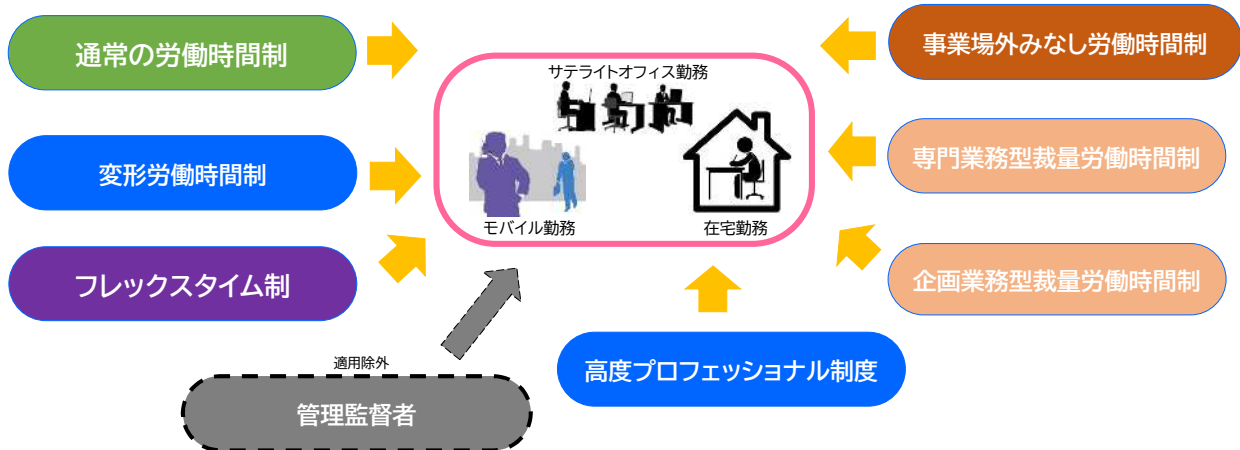 通常の労働時間制
事業場外みなし労働時間制
サテライトオフィス勤務
変形労働時間制
専門業務型裁量労働時間制
モバイル勤務
在宅勤務
フレックスタイム制
企画業務型裁量労働時間制
適用除外
管理監督者
高度プロフェッショナル制度